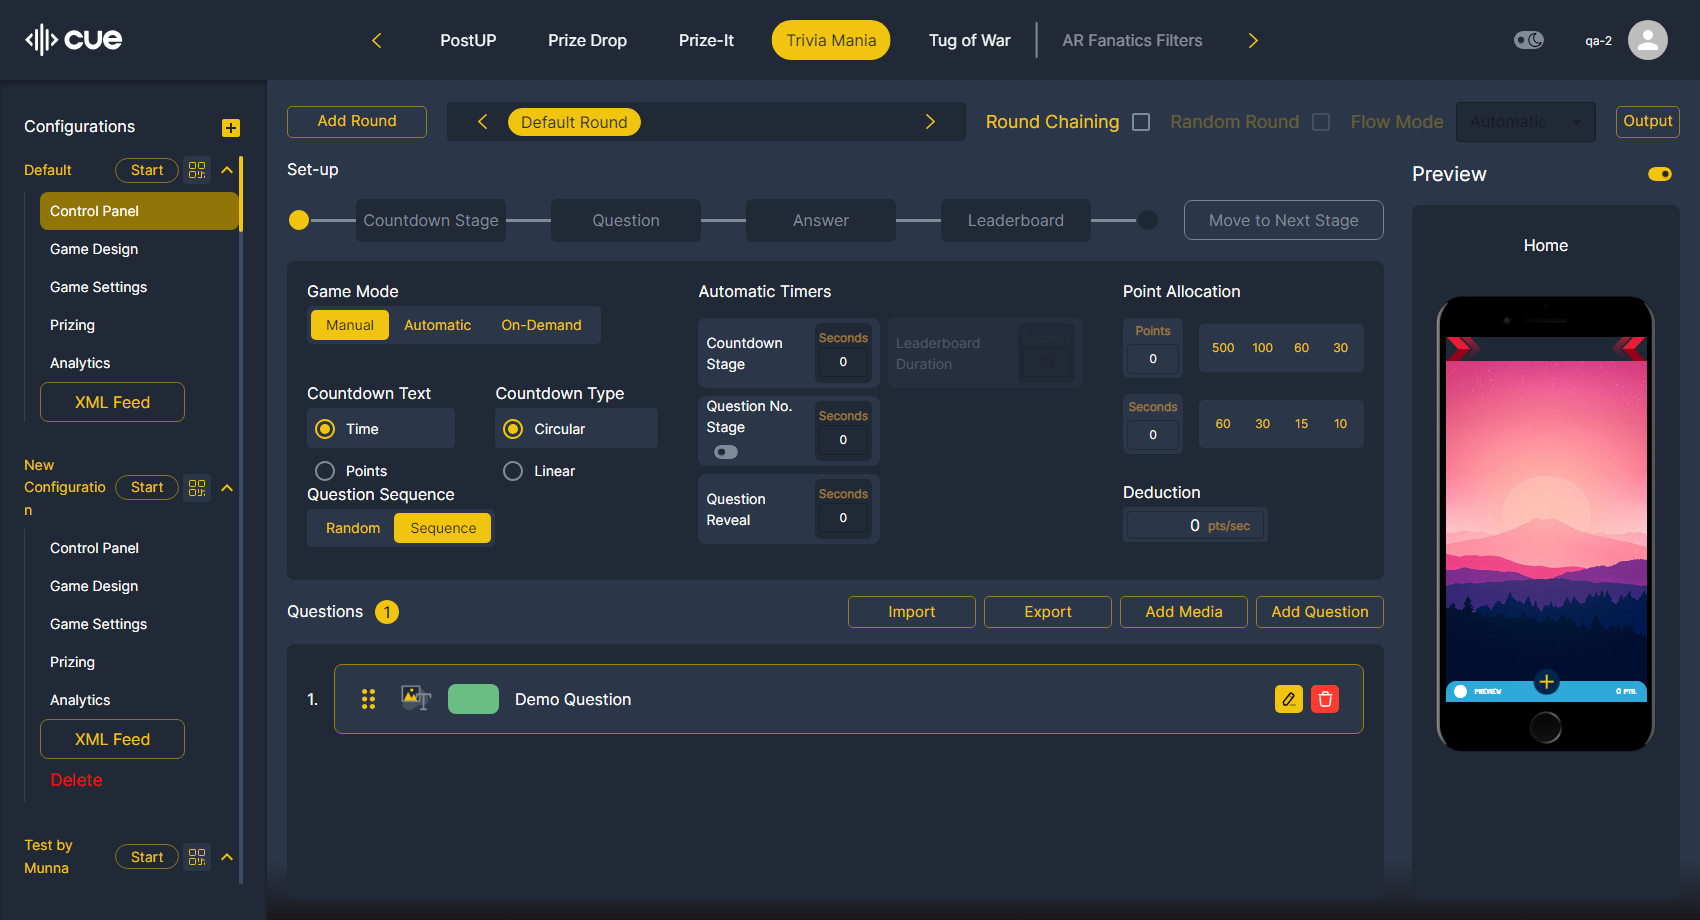 cue
PostUP
Prize Drop
Prize-It
Trivia Mania
Tug of War
AR Fanatics Filters
qa-2
Configurations
Default
Start
Control Panel
Game Design
Game Settings
Prizing
Analytics
XML Feed
New
Configuratio
n
Start
Control Panel
Game Design
Game Settings
Prizing
Analytics
XML Feed
Delete
Test by
Munna
Start
Add Round
Default Round
Round Chaining
Random Round
Flow Mode
Automatic
Output
Set-up
Countdown Stage
Question
Answer
Leaderboard
Move to Next Stage
Game Mode
Manual
Automatic
On-Demand
Countdown Text
Time
Points
Countdown Type
Circular
Linear
Question Sequence
Random
Sequence
Automatic Timers
Countdown
Stage
Seconds
0
Leaderboard
Duration
Seconds
10
Question No.
Stage
Seconds
0
Question
Reveal
Seconds
0
Point Allocation
Points
0
500 100 60 30
Seconds
0
60 30 15 10
Deduction
0 pts/sec
Questions 1
Import
Export
Add Media
Add Question
1.
T
Demo Question
Preview
Home
PREVIEW
0 PTS.